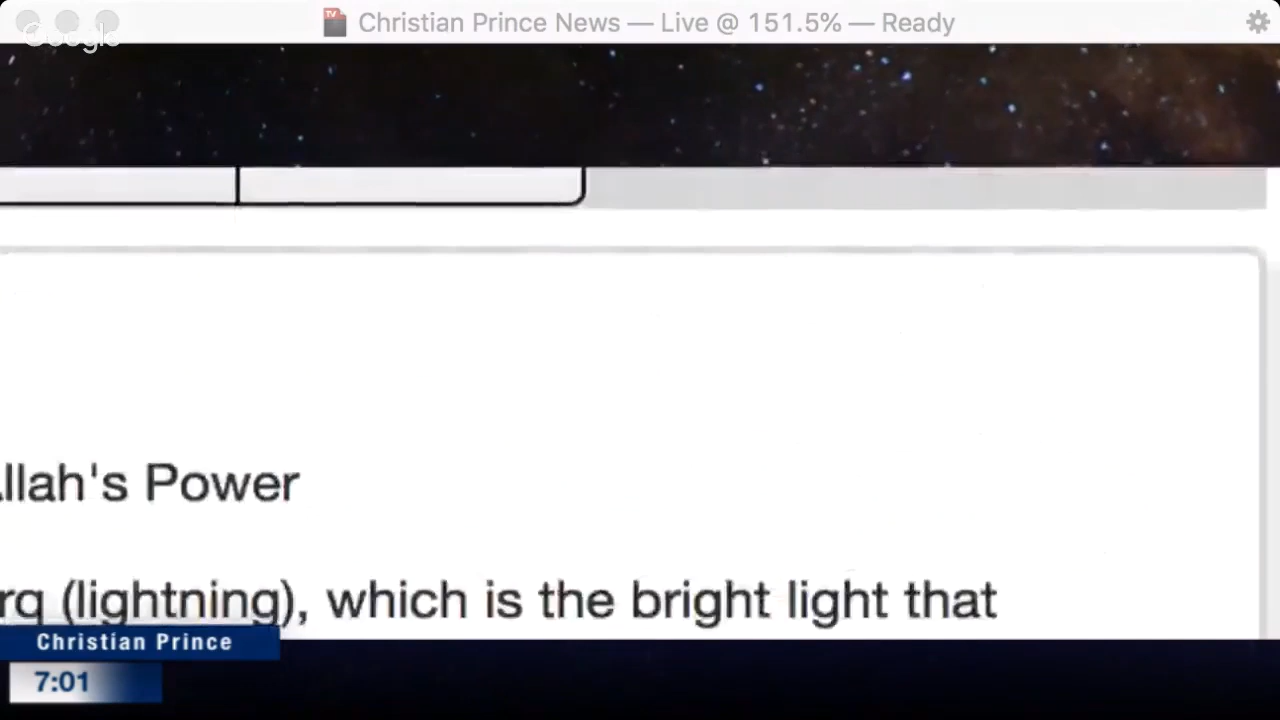 Christian Prince News — Live @ 151.5% — Ready
Google
llah's Power
rq (lightning), which is the bright light that
Christian Prince
7:01